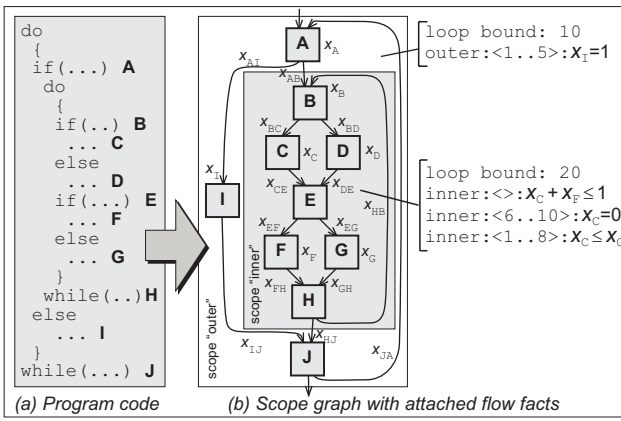 do
{
if(...) A
do
{
if(..) B
... C
else
... D
if(...) E
... F
else
... G
}
while(..) H
else
... I
}
while(...) J
(a) Program code
A
x_A
x_AI
x_AB
B
x_B
x_BC
x_BD
C
x_C
D
x_D
x_CE
x_DE
x_I
I
E
x_HB
x_EF
x_EG
F
x_F
G
x_G
x_FH
x_GH
H
scope "inner"
scope "outer"
x_IJ
x_HJ
x_JA
J
loop bound: 10
outer:<1..5>:x_I=1
loop bound: 20
inner:<>:x_C + x_F ≤ 1
inner:<6..10>:x_C=0
inner:<1..8>:x_C ≤ x_G
(b) Scope graph with attached flow facts